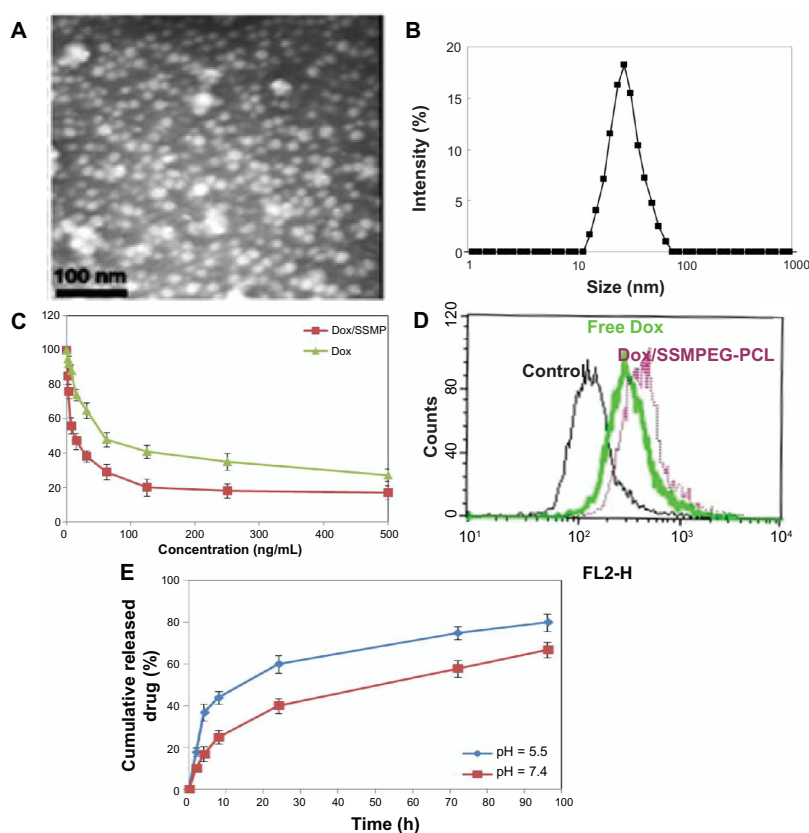 A
100 nm
B
20
15
10
5
0
Intensity (%)
1 10 100 1000
Size (nm)
C
120
100
80
60
40
20
0
Dox/SSMP
Dox
0 100 200 300 400 500
Concentration (ng/mL)
D
120
80
40
0
Counts
Free Dox
Dox/SSMPEG-PCL
Control
10¹ 10² 10³ 10⁴
FL2-H
E
100
80
60
40
20
0
Cumulative released
drug (%)
pH = 5.5
pH = 7.4
0 10 20 30 40 50 60 70 80 90 100
Time (h)